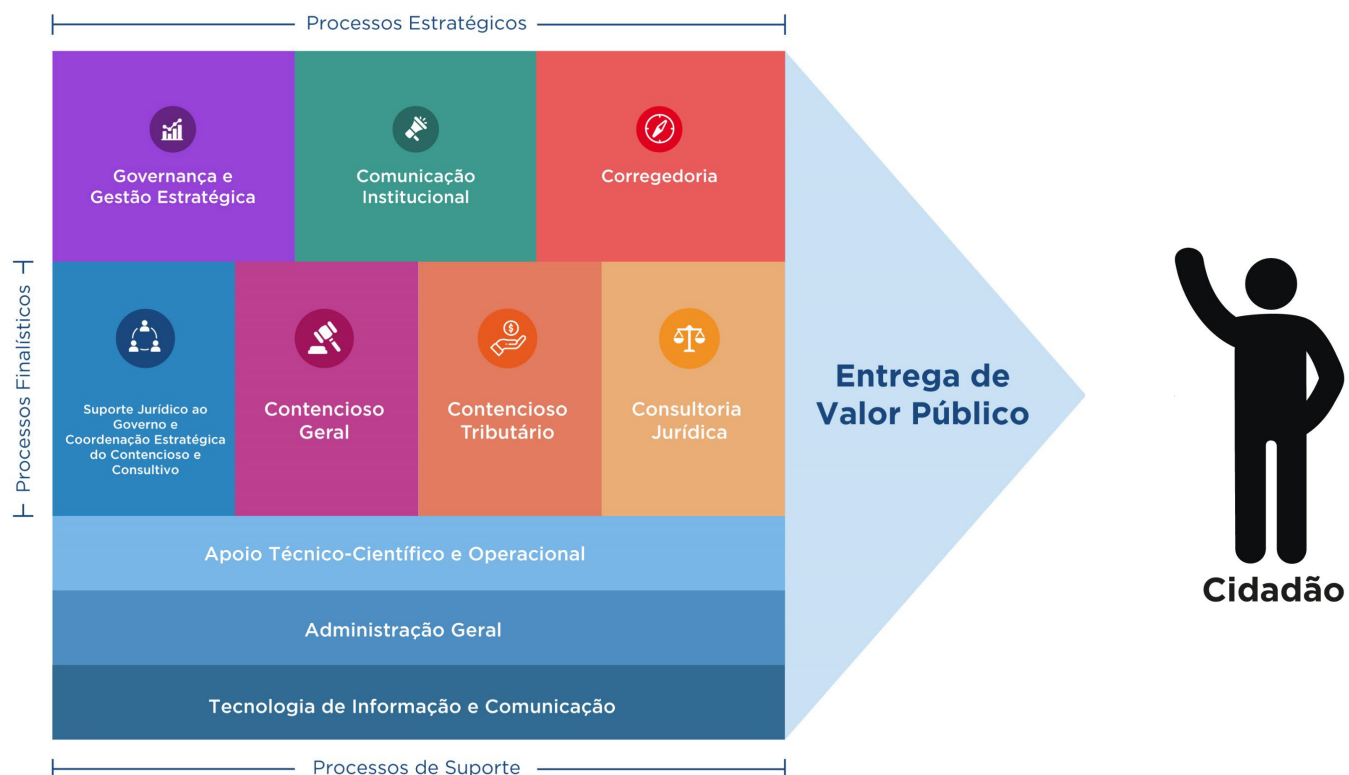 Processos Estratégicos
Governança e
Gestão Estratégica
Comunicação
Institucional
Corregedoria
Processos Finalísticos
Suporte Jurídico ao
Governo e
Coordenação Estratégica
do Contencioso e
Consultivo
Contencioso
Geral
Contencioso
Tributário
Consultoria
Jurídica
Apoio Técnico-Científico e Operacional
Administração Geral
Tecnologia de Informação e Comunicação
Processos de Suporte
Entrega de
Valor Público
Cidadão